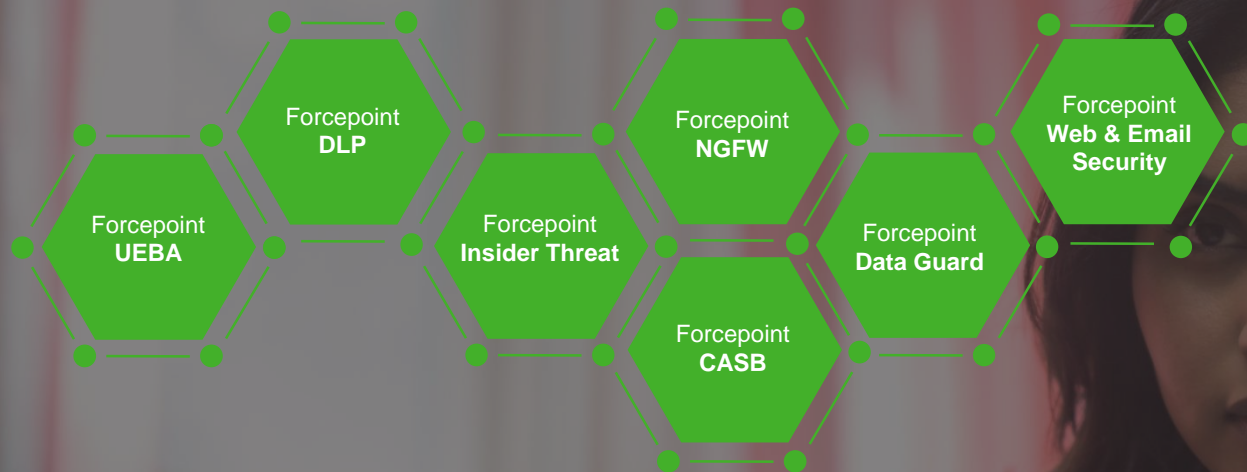 Forcepoint
UEBA
Forcepoint
DLP
Forcepoint
Insider Threat
Forcepoint
NGFW
Forcepoint
CASB
Forcepoint
Data Guard
Forcepoint
Web & Email
Security